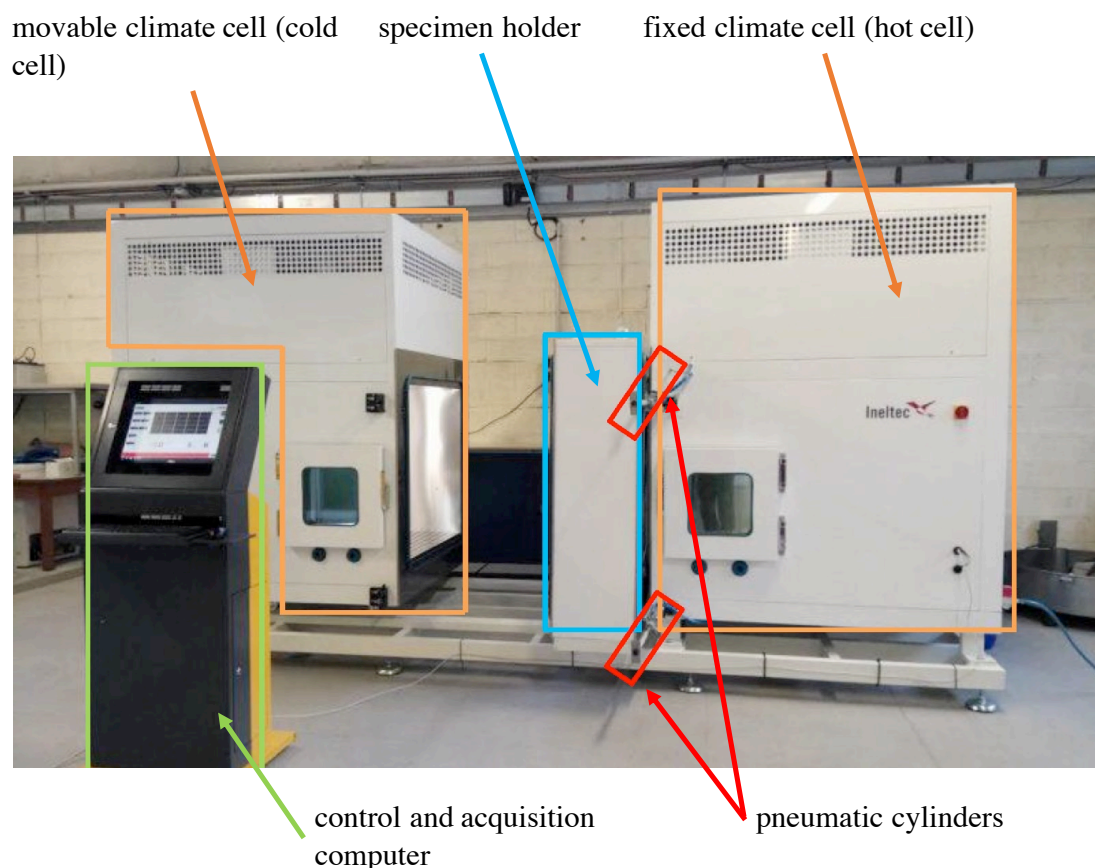 movable climate cell (cold
cell)
specimen holder
fixed climate cell (hot cell)
Ineltec
control and acquisition
computer
pneumatic cylinders